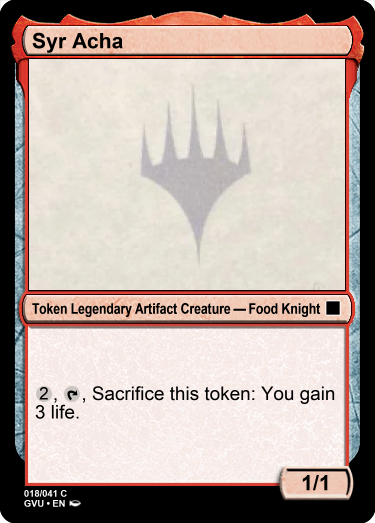 Syr Acha
Token Legendary Artifact Creature — Food Knight
2, , Sacrifice this token: You gain
3 life.
1/1
018/041 C
GVU • EN